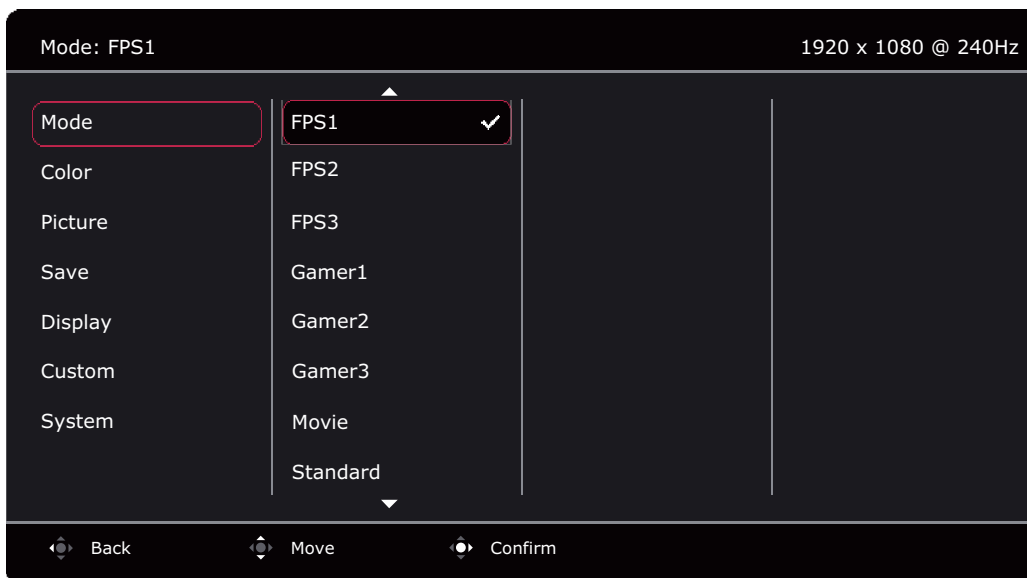 Mode: FPS1
1920 x 1080 @ 240Hz
Mode
Color
Picture
Save
Display
Custom
System
FPS1
FPS2
FPS3
Gamer1
Gamer2
Gamer3
Movie
Standard
Back
Move
Confirm